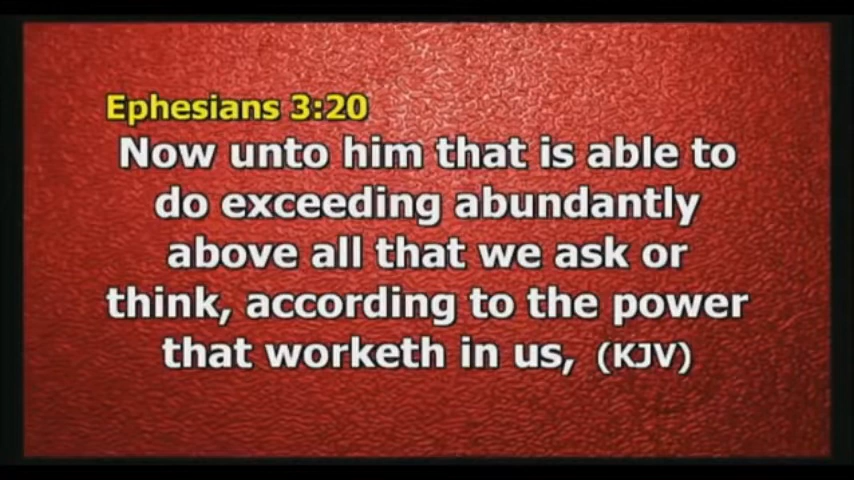 Ephesians 3:20
Now unto him that is able to
do exceeding abundantly
above all that we ask or
think, according to the power
that worketh in us, (KJV)